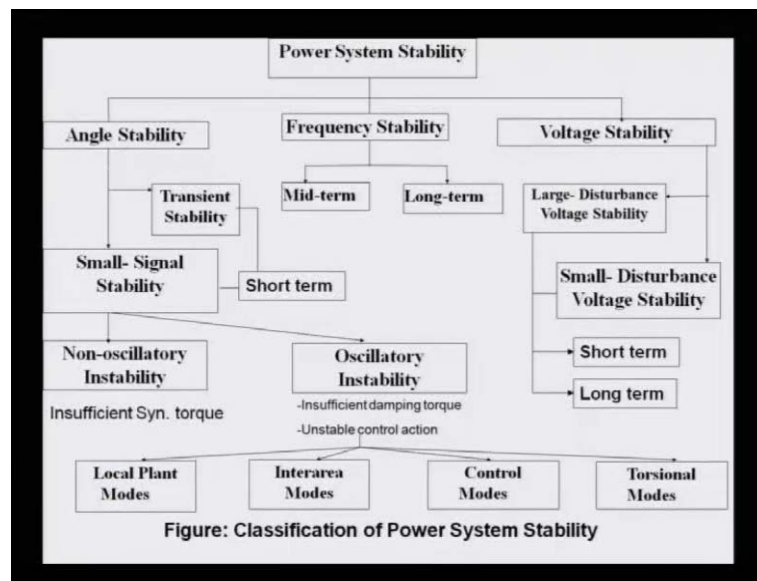 Power System Stability
Angle Stability
Frequency Stability
Voltage Stability
Transient
Stability
Mid-term
Long-term
Large- Disturbance
Voltage Stability
Small- Signal
Stability
Short term
Small- Disturbance
Voltage Stability
Non-oscillatory
Instability
Oscillatory
Instability
Short term
Long term
Insufficient Syn. torque
-Insufficient damping torque
-Unstable control action
Local Plant
Modes
Interarea
Modes
Control
Modes
Torsional
Modes
Figure: Classification of Power System Stability